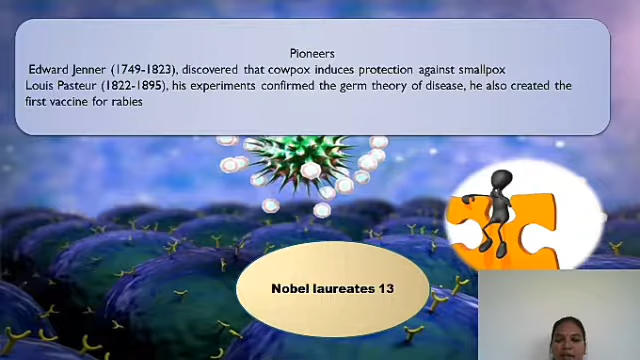 Pioneers
Edward Jenner (1749-1823), discovered that cowpox induces protection against smallpox
Louis Pasteur (1822-1895), his experiments confirmed the germ theory of disease, he also created the
first vaccine for rabies
Nobel laureates 13